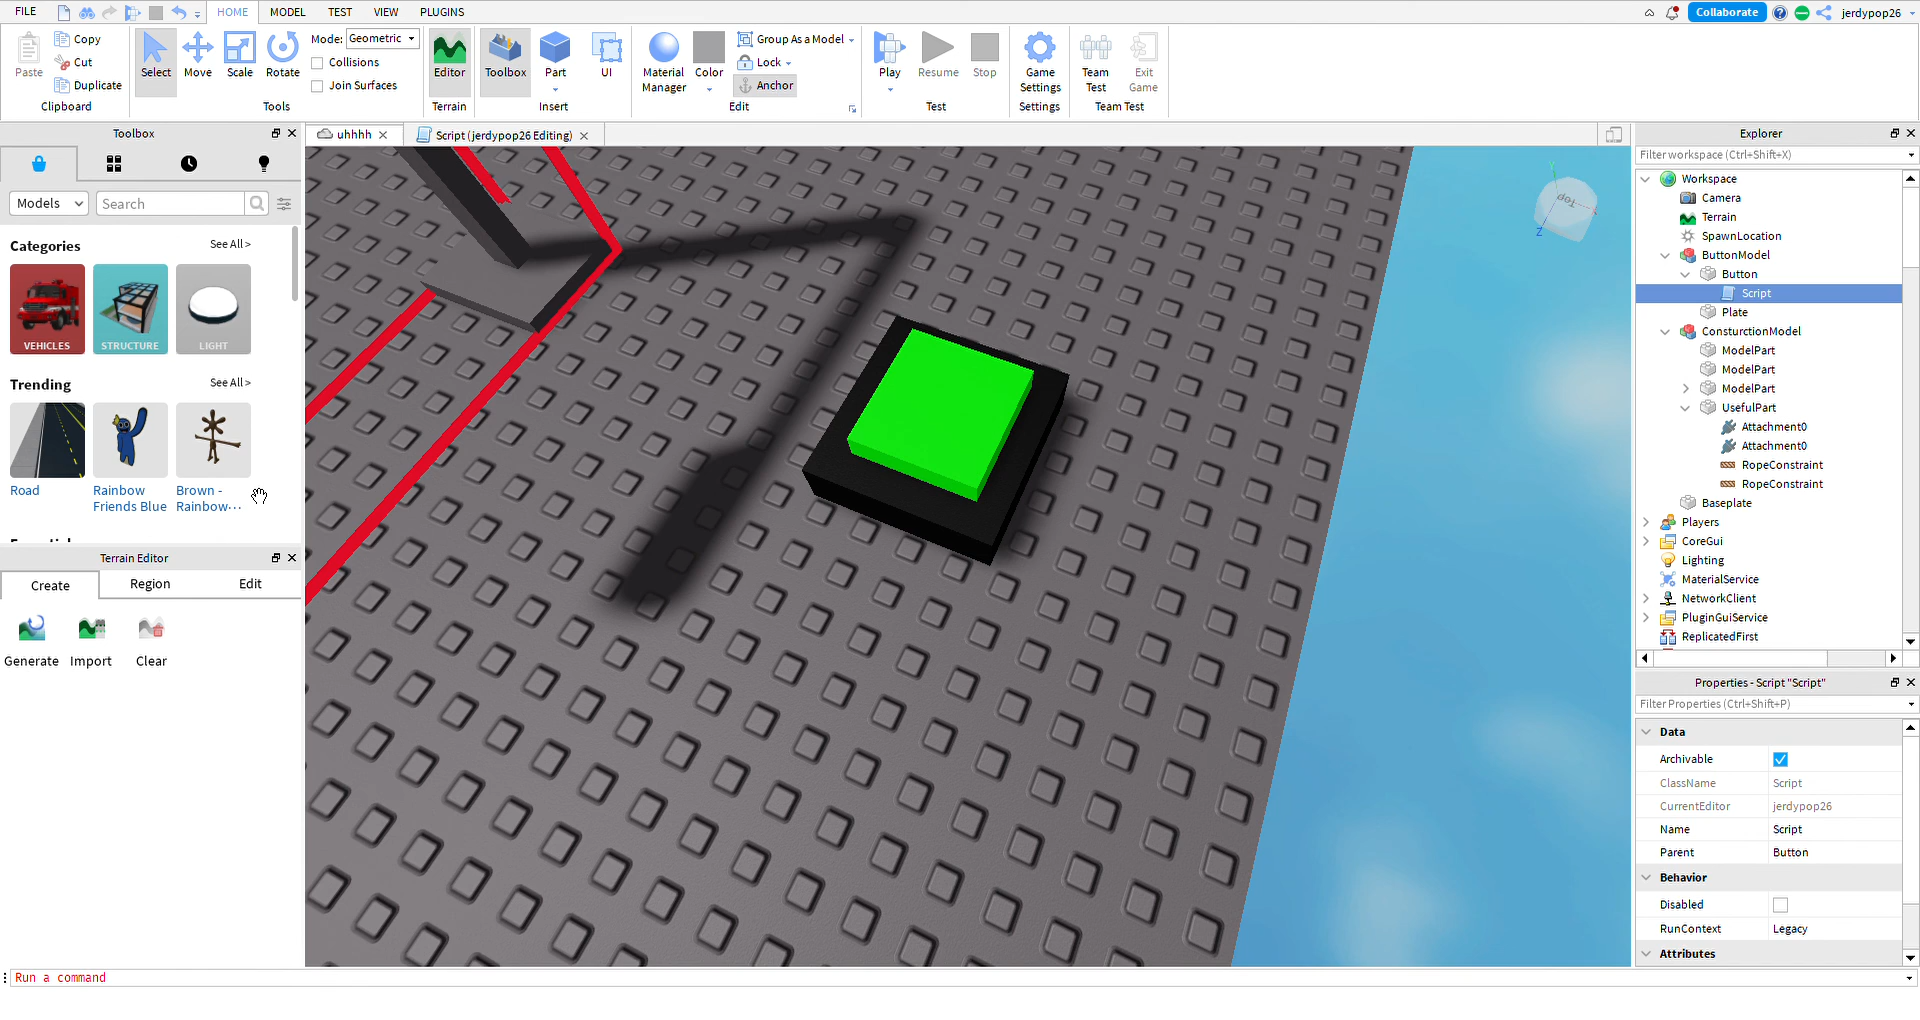 FILE HOME MODEL TEST VIEW PLUGINS Collaborate jerdypop26
Paste Copy Cut Duplicate Clipboard
Select Move Scale Rotate Tools
Mode: Geometric
Collisions
Join Surfaces
Editor Terrain
Toolbox Part UI Insert
Material Manager Color Group As a Model Lock Anchor Edit
Play Resume Stop Test
Game Settings Settings
Team Test Exit Game Team Test
Toolbox
Models Search
Categories See All >
VEHICLES STRUCTURE LIGHT
Trending See All >
Road Rainbow Friends Blue Brown - Rainbow...
Terrain Editor
Create Region Edit
Generate Import Clear
uhhhh Script (jerdypop26 Editing)
Top
Y
Z
Explorer
Filter workspace (Ctrl+Shift+X)
Workspace
Camera
Terrain
SpawnLocation
ButtonModel
Button
Script
Plate
ConsturctionModel
ModelPart
ModelPart
ModelPart
UsefulPart
Attachment0
Attachment0
RopeConstraint
RopeConstraint
Baseplate
Players
CoreGui
Lighting
MaterialService
NetworkClient
PluginGuiService
ReplicatedFirst
Properties - Script "Script"
Filter Properties (Ctrl+Shift+P)
Data
Archivable
ClassName Script
CurrentEditor jerdypop26
Name Script
Parent Button
Behavior
Disabled
RunContext Legacy
Attributes
Run a command